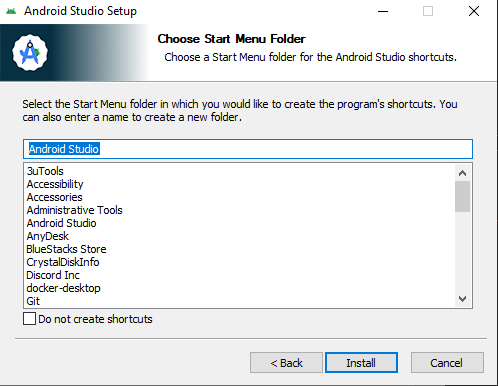 Android Studio Setup
Choose Start Menu Folder
Choose a Start Menu folder for the Android Studio shortcuts.
Select the Start Menu folder in which you would like to create the program's shortcuts. You
can also enter a name to create a new folder.
Android Studio
3uTools
Accessibility
Accessories
Administrative Tools
Android Studio
AnyDesk
BlueStacks Store
CrystalDiskInfo
Discord Inc
docker-desktop
Git
Do not create shortcuts
< Back
Install
Cancel